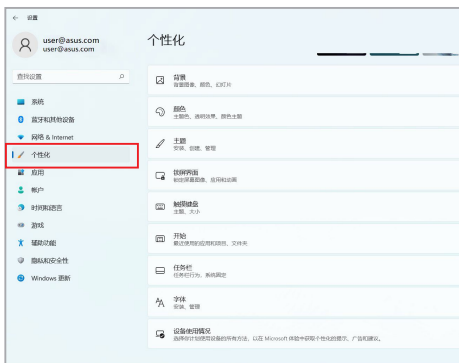 设置
user@asus.com
user@asus.com
查找设置
系统
蓝牙和其他设备
网络 & Internet
个性化
应用
帐户
时间和语言
游戏
辅助功能
隐私和安全性
Windows 更新
个性化
背景
背景图像、颜色、幻灯片
颜色
主题色、透明效果、颜色主题
主题
安装、创建、管理
锁屏界面
锁定屏幕图像、应用和动画
触摸键盘
主题、大小
开始
最近使用的应用和项目、文件夹
任务栏
任务栏行为、系统固定
字体
安装、管理
设备使用情况
选择你计划使用设备的所有方法，以在 Microsoft 体验中获取个性化的提示、广告和建议。